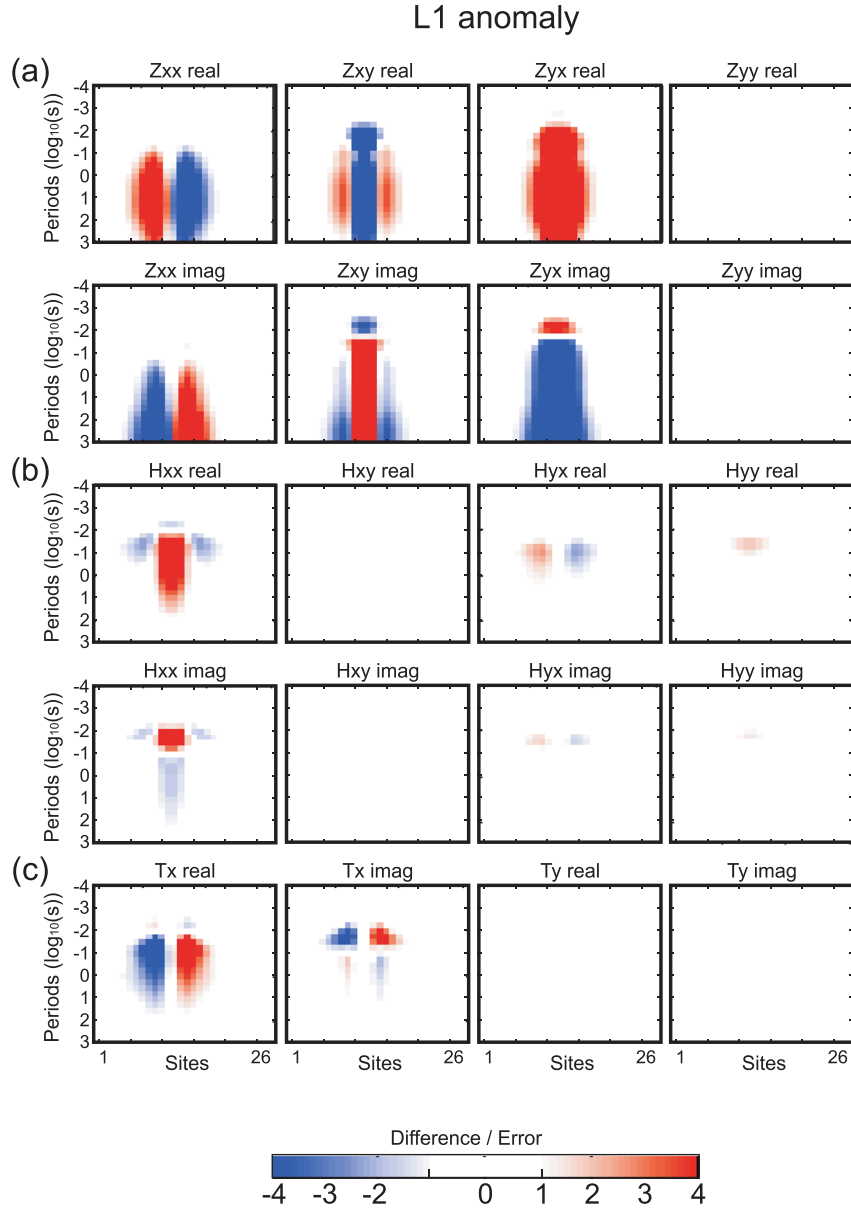 L1 anomaly
(a)
Zxx real Zxy real Zyx real Zyy real
Periods (log10(s))
-4
-3
-2
-1
0
1
2
3
Zxx imag Zxy imag Zyx imag Zyy imag
Periods (log10(s))
-4
-3
-2
-1
0
1
2
3
(b)
Hxx real Hxy real Hyx real Hyy real
Periods (log10(s))
-4
-3
-2
-1
0
1
2
3
Hxx imag Hxy imag Hyx imag Hyy imag
Periods (log10(s))
-4
-3
-2
-1
0
1
2
3
(c)
Tx real Tx imag Ty real Ty imag
Periods (log10(s))
-4
-3
-2
-1
0
1
2
3
1 Sites 26 1 Sites 26 1 Sites 26 1 Sites 26
Difference / Error
-4 -3 -2 0 1 2 3 4